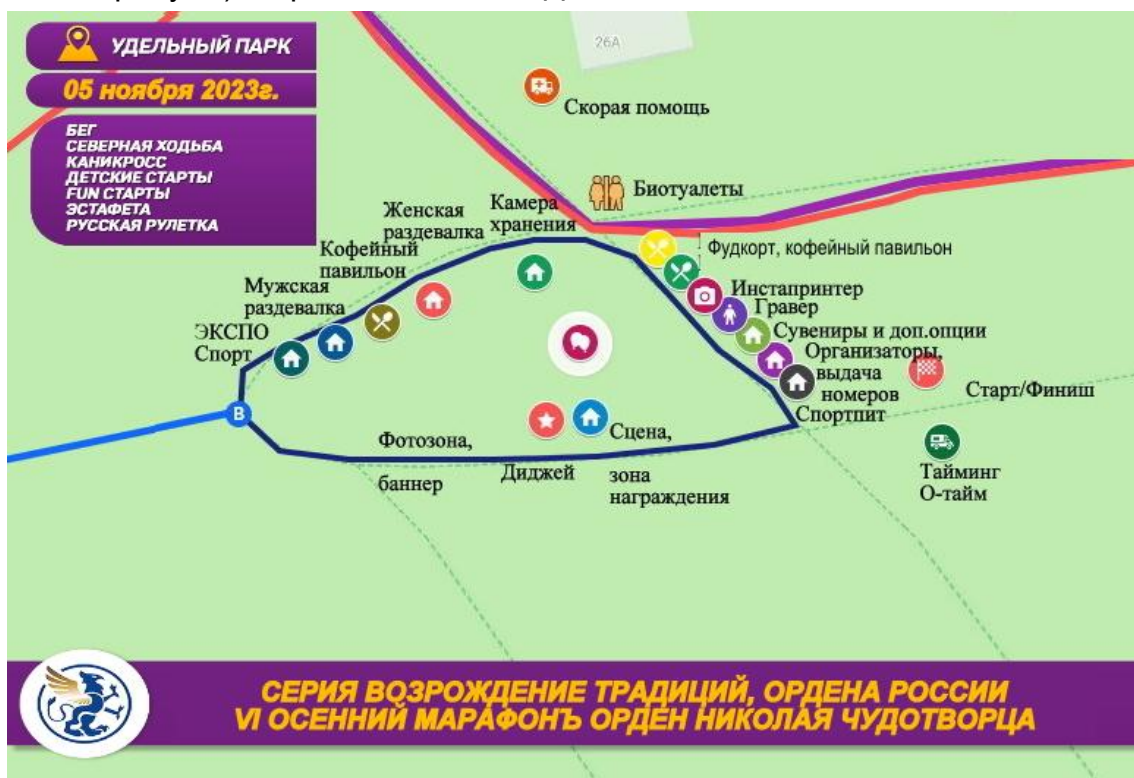 УДЕЛЬНЫЙ ПАРК
05 ноября 2023г.
БЕГ
СЕВЕРНАЯ ХОДЬБА
КАНИКРОСС
ДЕТСКИЕ СТАРТЫ
FUN СТАРТЫ
ЭСТАФЕТА
РУССКАЯ РУЛЕТКА
26А
Скорая помощь
Биотуалеты
Камера
хранения
Женская
раздевалка
Кофейный
павильон
Мужская
раздевалка
ЭКСПО
Спорт
Фудкорт, кофейный павильон
Инстапринтер
Гравер
Сувениры и доп.опции
Организаторы,
выдача
номеров
Спортпит
Старт/Финиш
В
Фотозона,
баннер
Диджей
Сцена,
зона
награждения
Тайминг
О-тайм
СЕРИЯ ВОЗРОЖДЕНИЕ ТРАДИЦИЙ, ОРДЕНА РОССИИ
VI ОСЕННИЙ МАРАФОНЪ ОРДЕН НИКОЛАЯ ЧУДОТВОРЦА